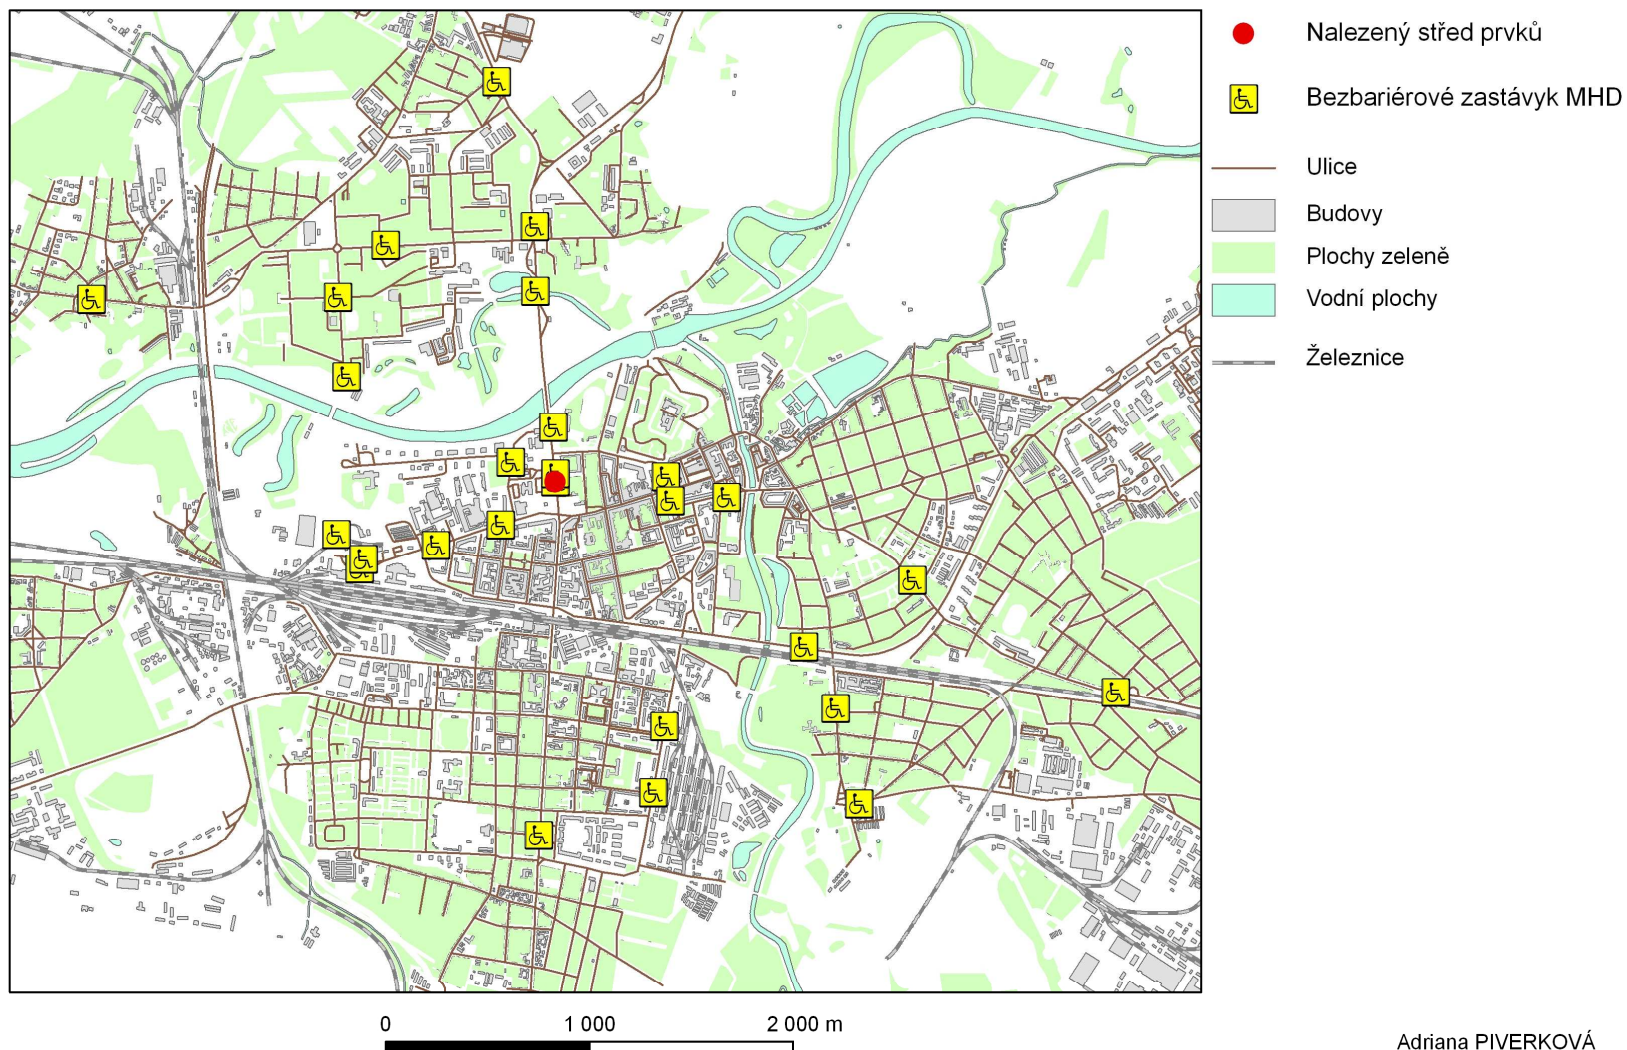 Nalezený střed prvků
Bezbariérové zastávyk MHD
Ulice
Budovy
Plochy zeleně
Vodní plochy
Železnice
0 1 000 2 000 m
Adriana PIVERKOVÁ